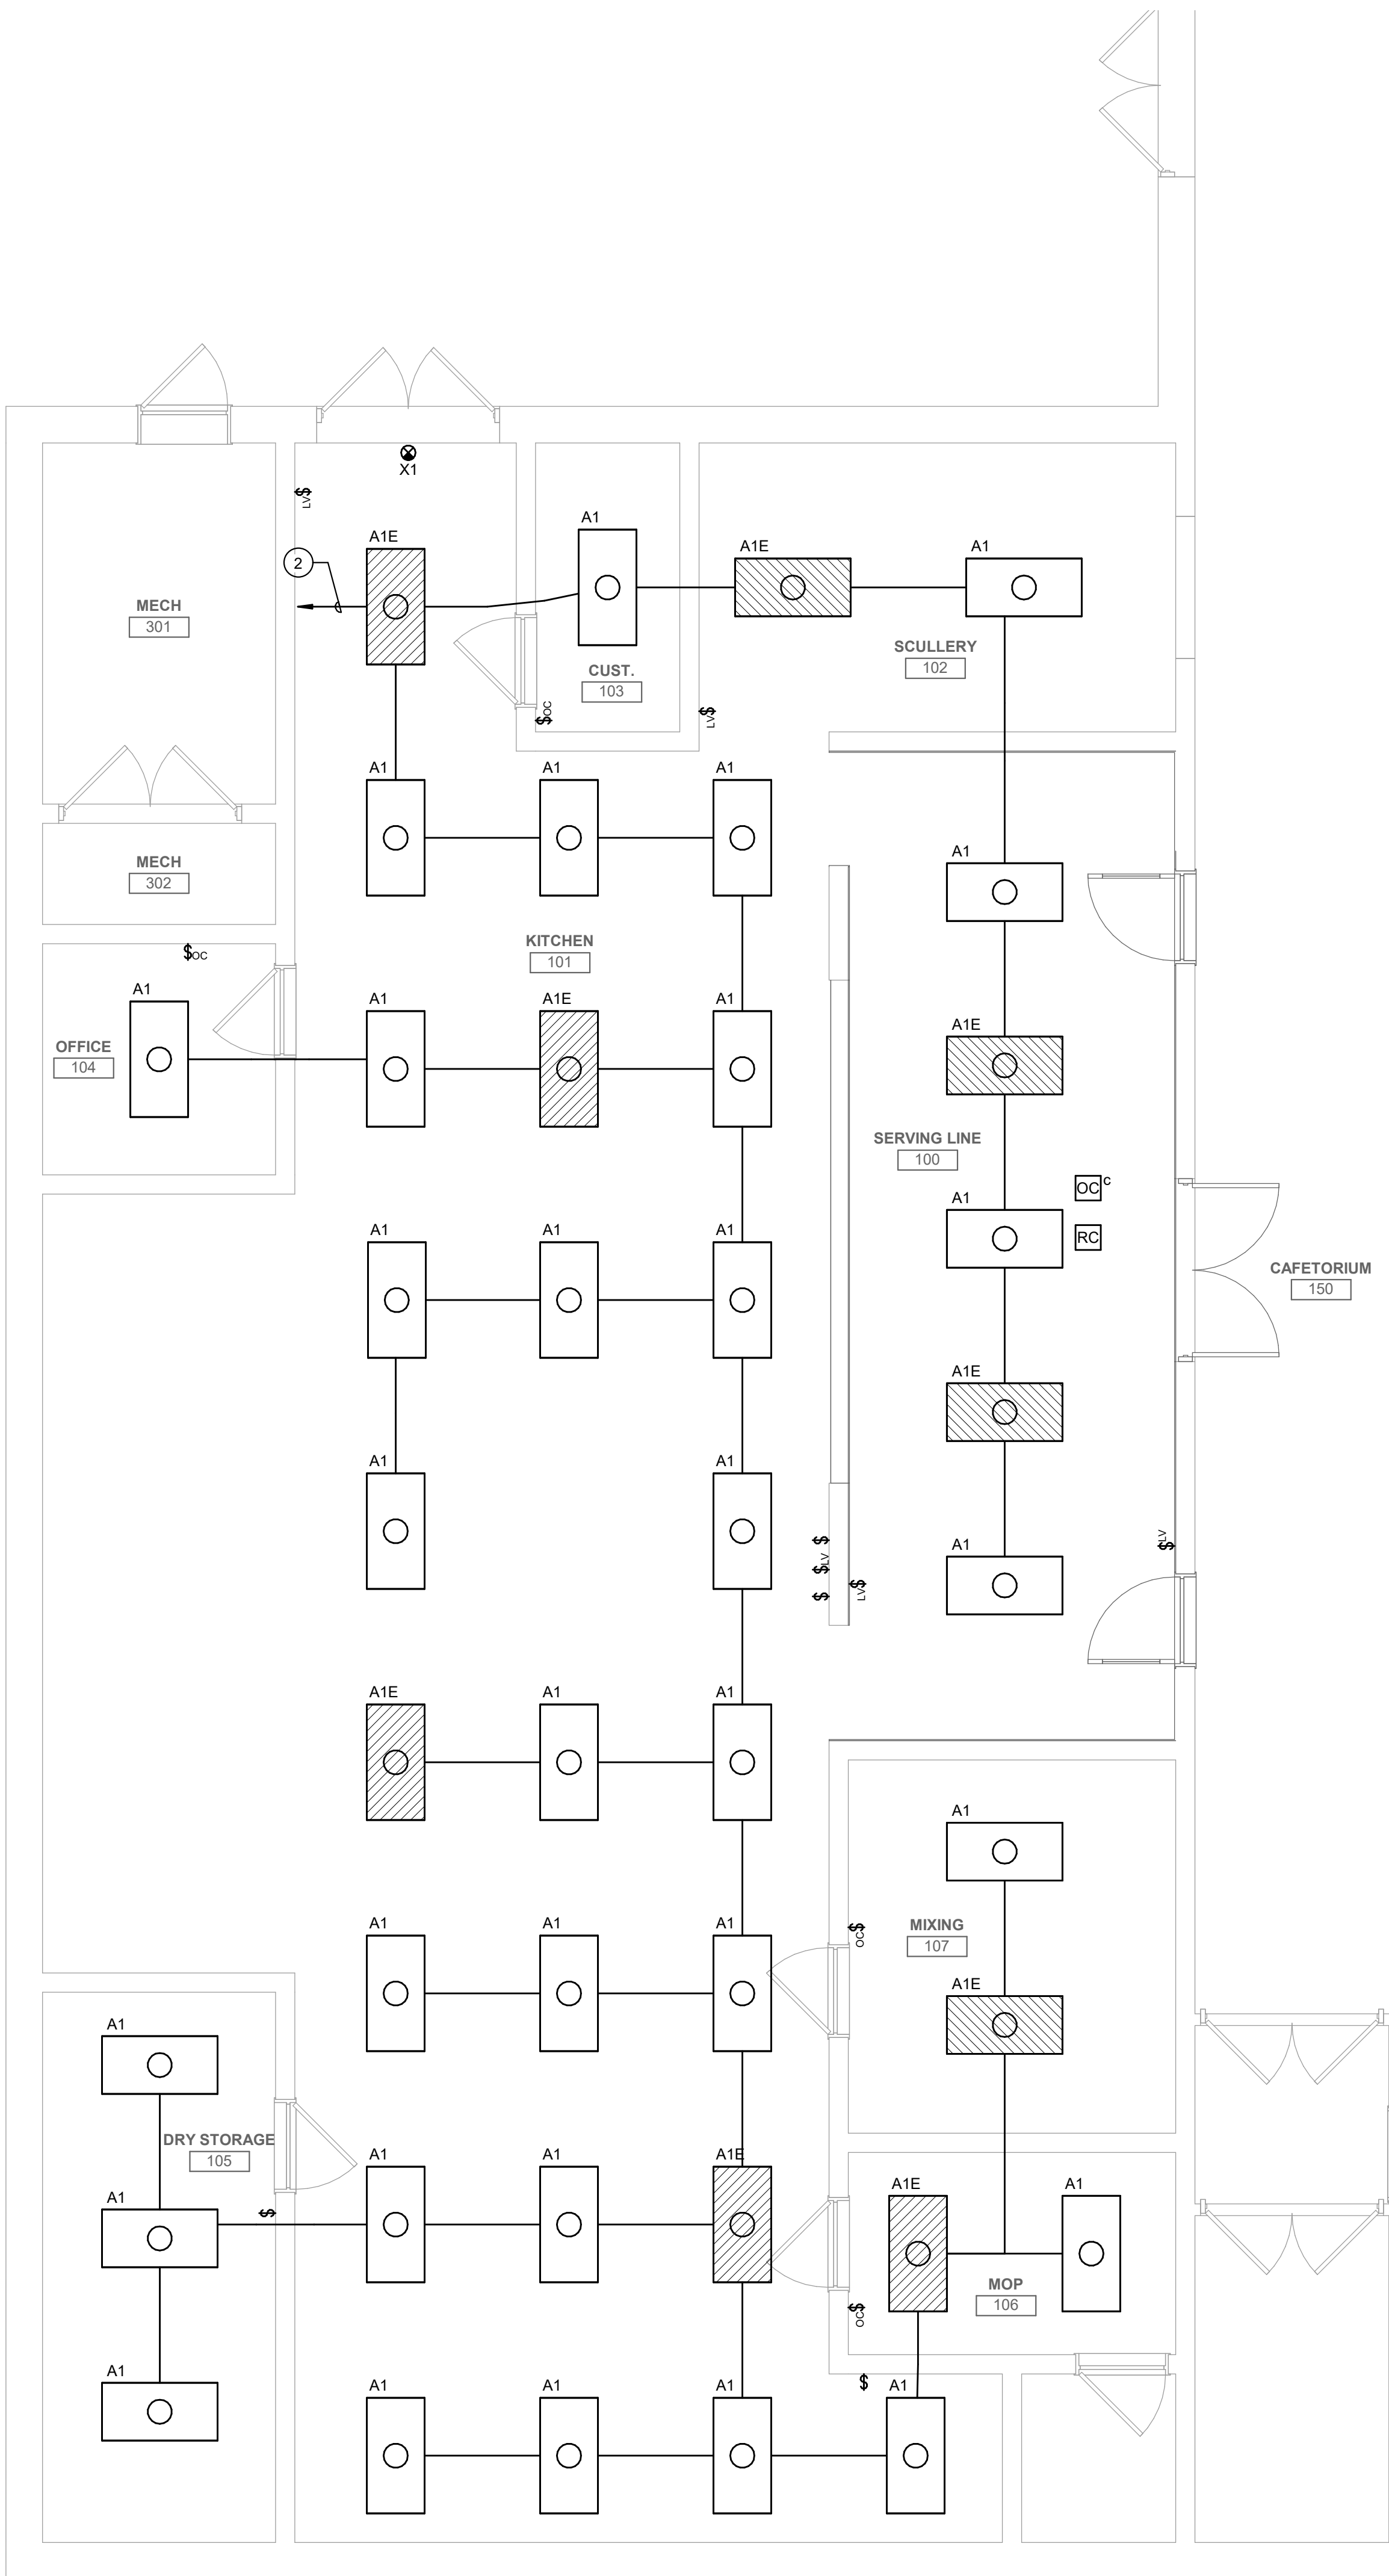 X1
LV$
A1
A1E
A1E
A1
2
MECH
301
SCULLERY
102
CUST.
103
$OC
LV$
A1
A1
A1
MECH
302
A1
KITCHEN
101
$OC
A1
A1
A1E
A1
A1E
OFFICE
104
SERVING LINE
100
OC C
A1
RC
A1
A1
A1
CAFETORIUM
150
A1E
A1
A1
$
$LV
$
LV$
A1
$LV
A1E
A1
A1
A1
A1
A1
A1
OC$
MIXING
107
A1E
A1
DRY STORAGE
105
A1
A1
A1E
A1E
A1
A1
$
MOP
106
OC$
A1
$
A1
A1
A1
A1